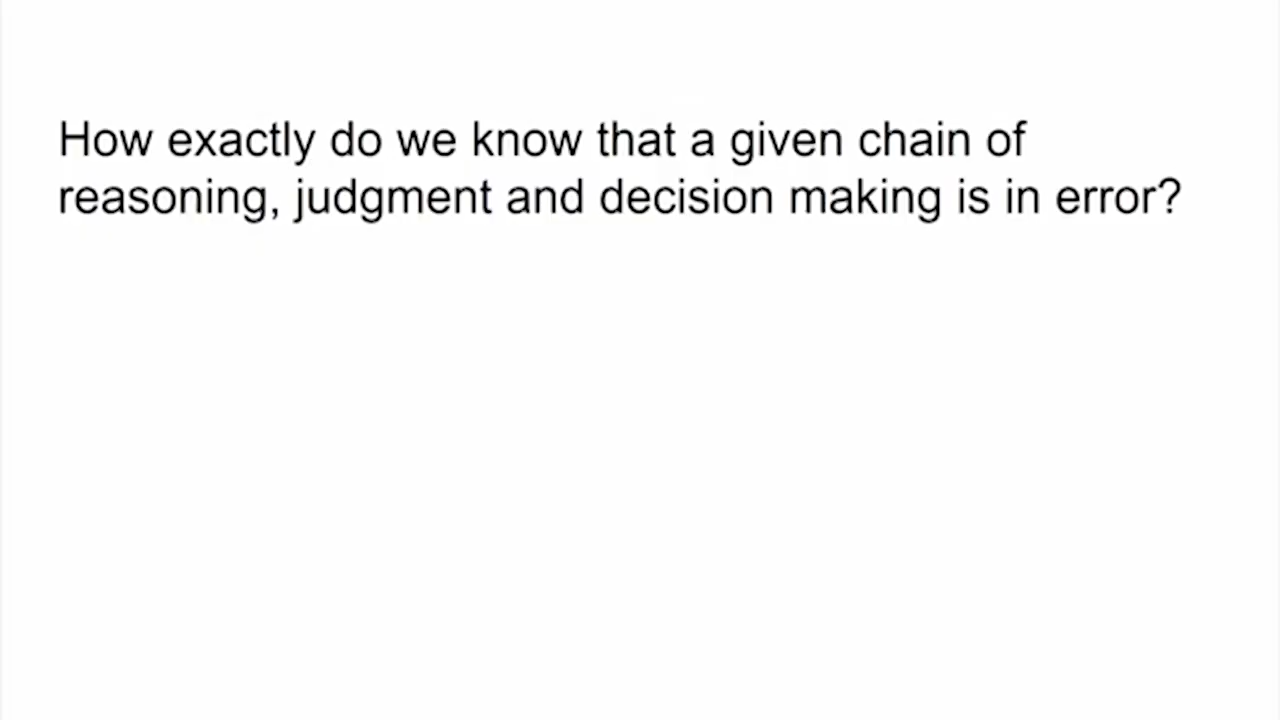 How exactly do we know that a given chain of
reasoning, judgment and decision making is in error?